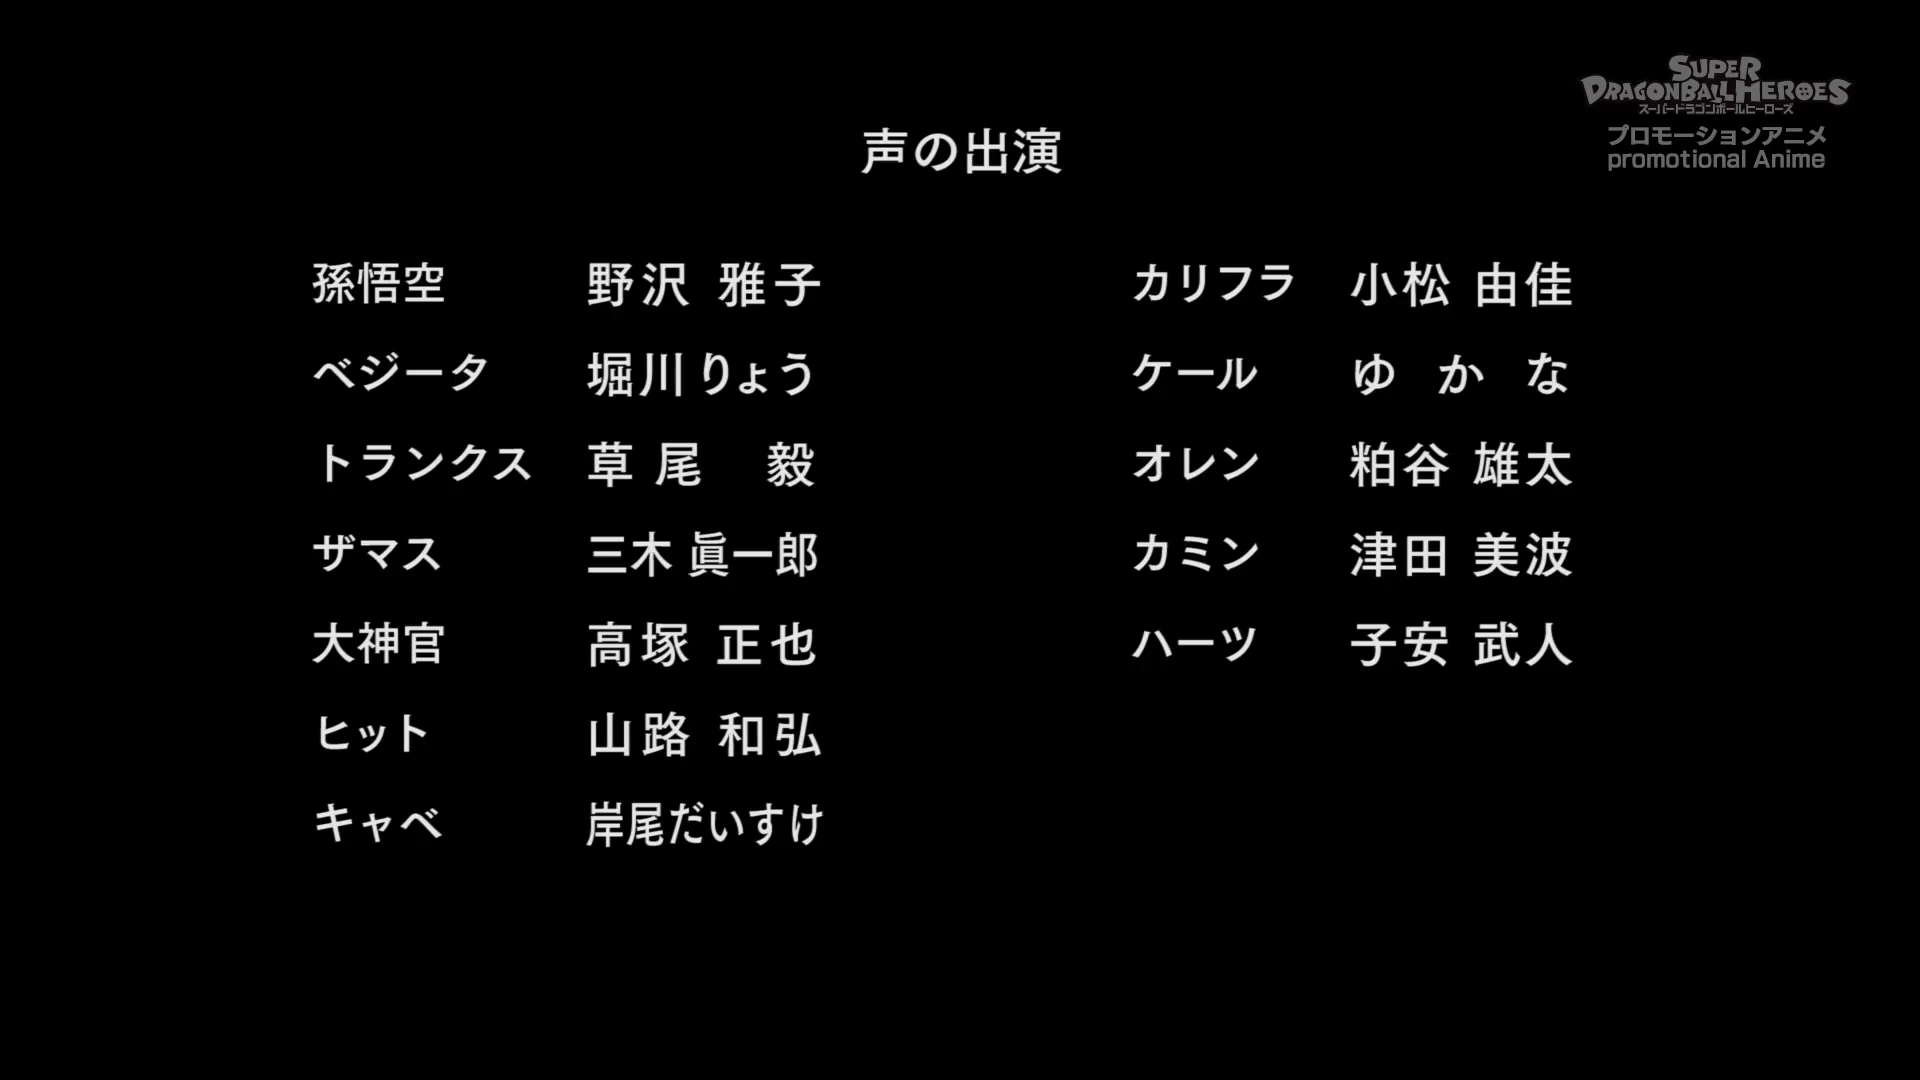 SUPER
DRAGONBALL HEROES
スーパードラゴンボールヒーローズ
プロモーションアニメ
promotional Anime
声の出演
孫悟空 野沢 雅子
ベジータ 堀川りょう
トランクス 草尾 毅
ザマス 三木 眞一郎
大神官 高塚 正也
ヒット 山路 和弘
キャベ 岸尾だいすけ
カリフラ 小松 由佳
ケール ゆかな
オレン 粕谷 雄太
カミン 津田 美波
ハーツ 子安 武人